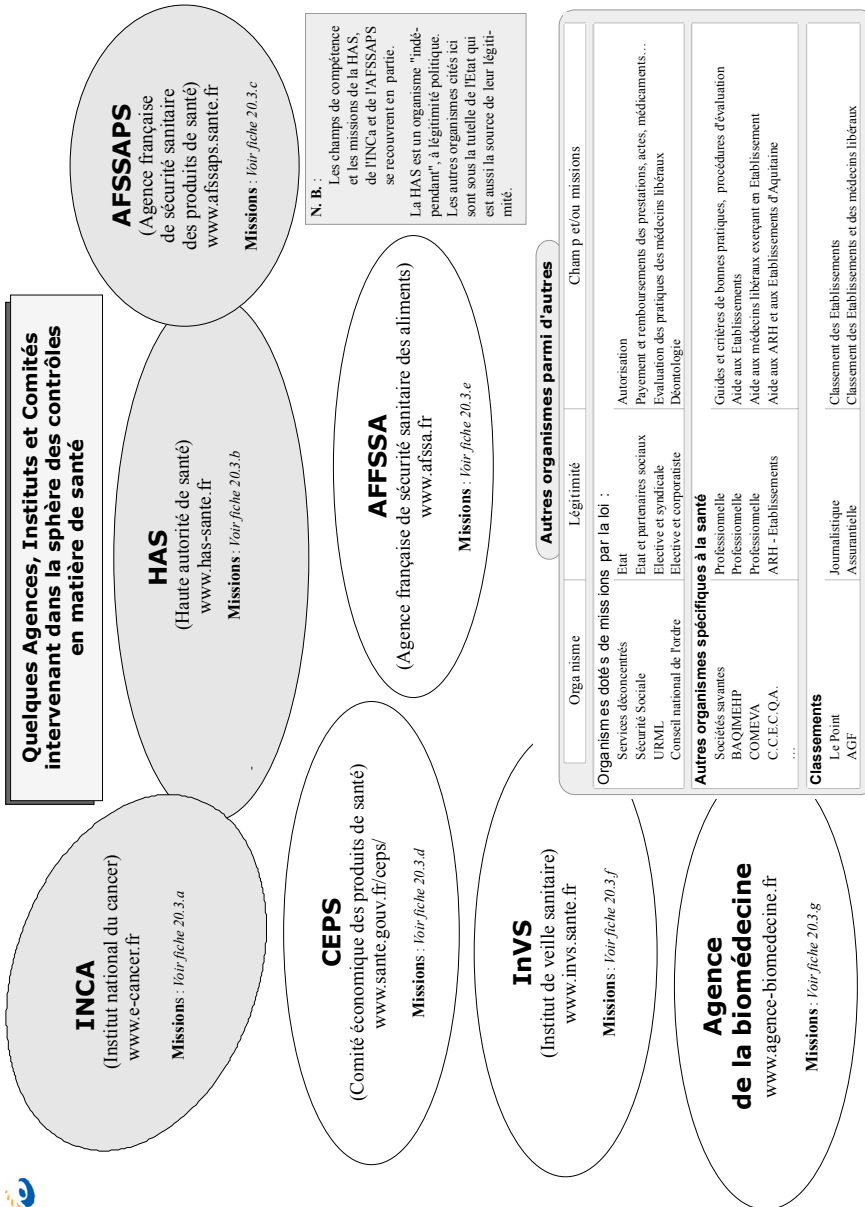 Quelques Agences, Instituts et Comités
intervenant dans la sphère des contrôles
en matière de santé
INCA
(Institut national du cancer)
www.e-cancer.fr
Missions : Voir fiche 20.3.a
HAS
(Haute autorité de santé)
www.has-sante.fr
Missions : Voir fiche 20.3.b
-
AFSSAPS
(Agence française
de sécurité sanitaire
des produits de santé)
www.afssaps.sante.fr
Missions : Voir fiche 20.3.c
CEPS
(Comité économique des produits de santé)
www.sante.gouv.fr/ceps/
Missions : Voir fiche 20.3.d
AFFSSA
(Agence française de sécurité sanitaire des aliments)
www.afssa.fr
Missions : Voir fiche 20.3.e
N. B. :
Les champs de compétence
et les missions de la HAS,
de l'INCa et de l'AFSSAPS
se recouvrent en partie.
La HAS est un organisme "indé-
pendant", à légitimité politique.
Les autres organismes cités ici
sont sous la tutelle de l'Etat qui
est aussi la source de leur légiti-
mité.
InVS
(Institut de veille sanitaire)
www.invs.sante.fr
Missions : Voir fiche 20.3.f
Agence
de la biomédecine
www.agence-biomedecine.fr
Missions : Voir fiche 20.3.g
Autres organismes parmi d'autres
Organisme Légitimité Champ et/ou missions
Organismes dotés de missions par la loi :
Services déconcentrés Etat Autorisation
Sécurité Sociale Etat et partenaires sociaux Payement et remboursements des prestations, actes, médicaments…
URML Elective et syndicale Evaluation des pratiques des médecins libéraux
Conseil national de l'ordre Elective et corporatiste Déontologie
Autres organismes spécifiques à la santé
Sociétés savantes Professionnelle Guides et critères de bonnes pratiques, procédures d'évaluation
BAQIMEHP Professionnelle Aide aux Etablissements
COMEVA Professionnelle Aide aux médecins libéraux exerçant en Etablissement
C.C.E.C.Q.A. ARH - Etablissements Aide aux ARH et aux Etablissements d'Aquitaine
…
Classements
Le Point Journalistique Classement des Etablissements
AGF Assurantielle Classement des Etablissements et des médecins libéraux